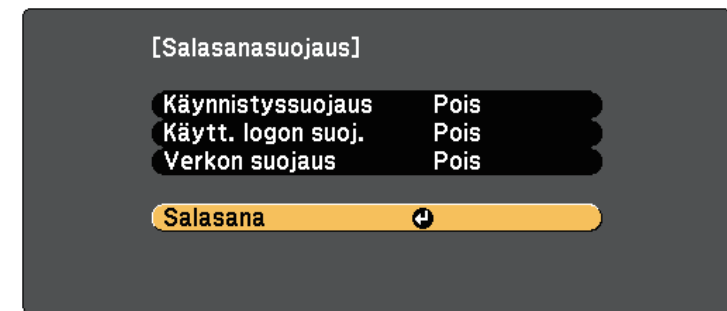 [Salasanasuojaus]
Käynnistyssuojaus Pois
Käytt. logon suoj. Pois
Verkon suojaus Pois
Salasana